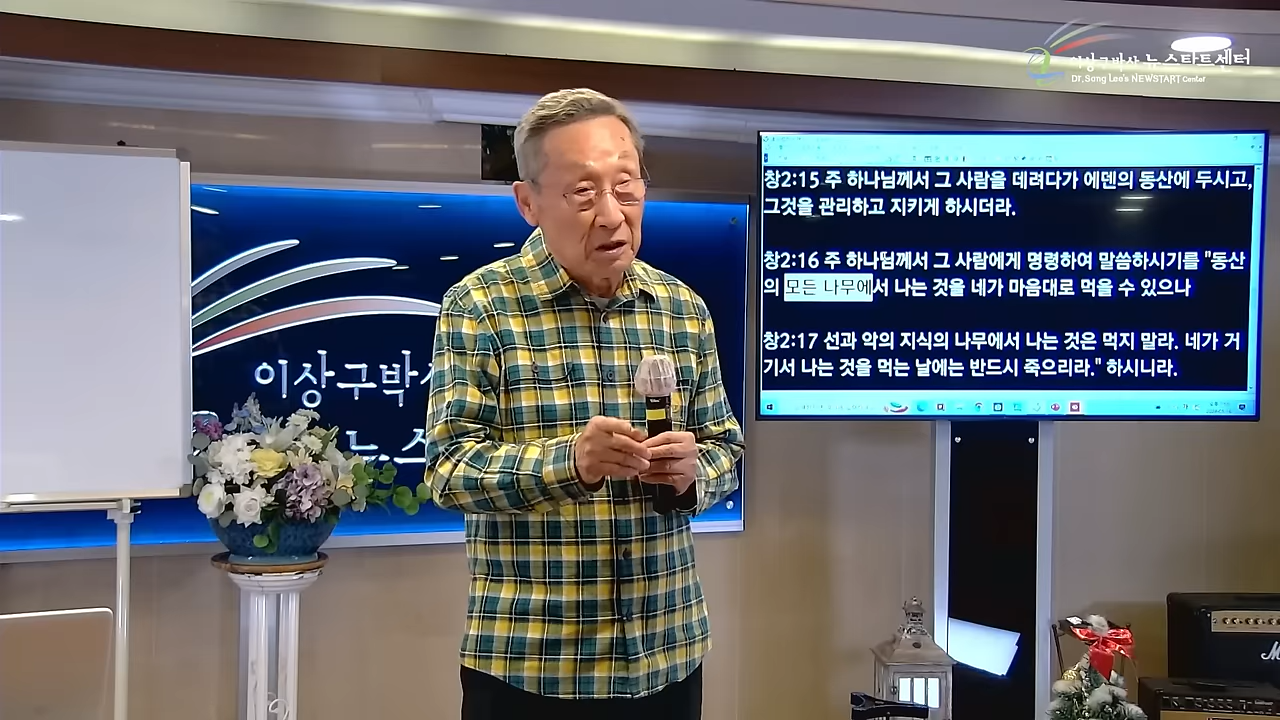 이상구박사 뉴스타트센터
Dr.Sang Lee's NEWSTART Center
창2:15 주 하나님께서 그 사람을 데려다가 에덴의 동산에 두시고,
그것을 관리하고 지키게 하시더라.
창2:16 주 하나님께서 그 사람에게 명령하여 말씀하시기를 "동산
의 모든 나무에서 나는 것을 네가 마음대로 먹을 수 있으나
창2:17 선과 악의 지식의 나무에서 나는 것은 먹지 말라. 네가 거
기서 나는 것을 먹는 날에는 반드시 죽으리라." 하시니라.
이상구박
뉴스